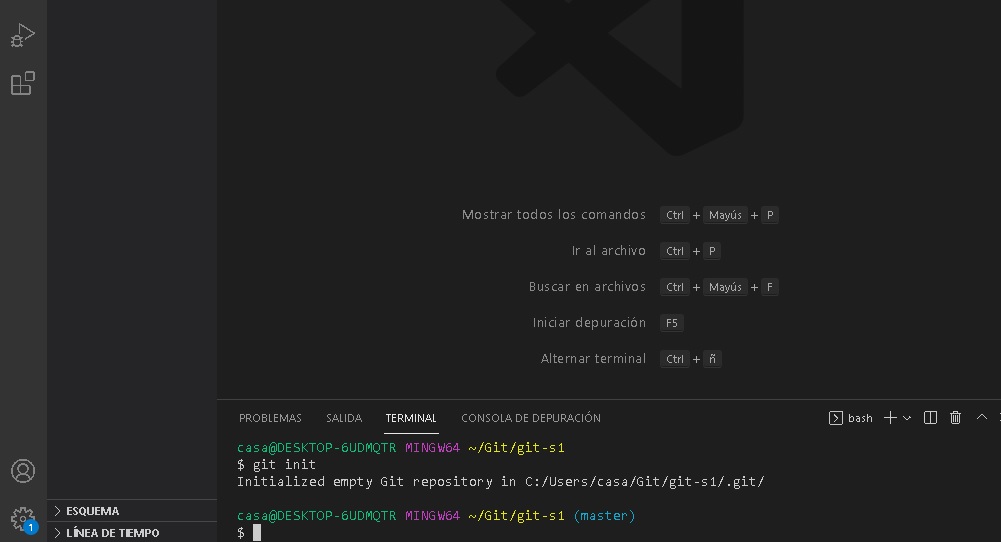 Mostrar todos los comandos Ctrl + Mayús + P
Ir al archivo Ctrl + P
Buscar en archivos Ctrl + Mayús + F
Iniciar depuración F5
Alternar terminal Ctrl + ñ
PROBLEMAS SALIDA TERMINAL CONSOLA DE DEPURACIÓN bash
casa@DESKTOP-6UDMQTR MINGW64 ~/Git/git-s1
$ git init
Initialized empty Git repository in C:/Users/casa/Git/git-s1/.git/
casa@DESKTOP-6UDMQTR MINGW64 ~/Git/git-s1 (master)
$
ESQUEMA
LÍNEA DE TIEMPO
1